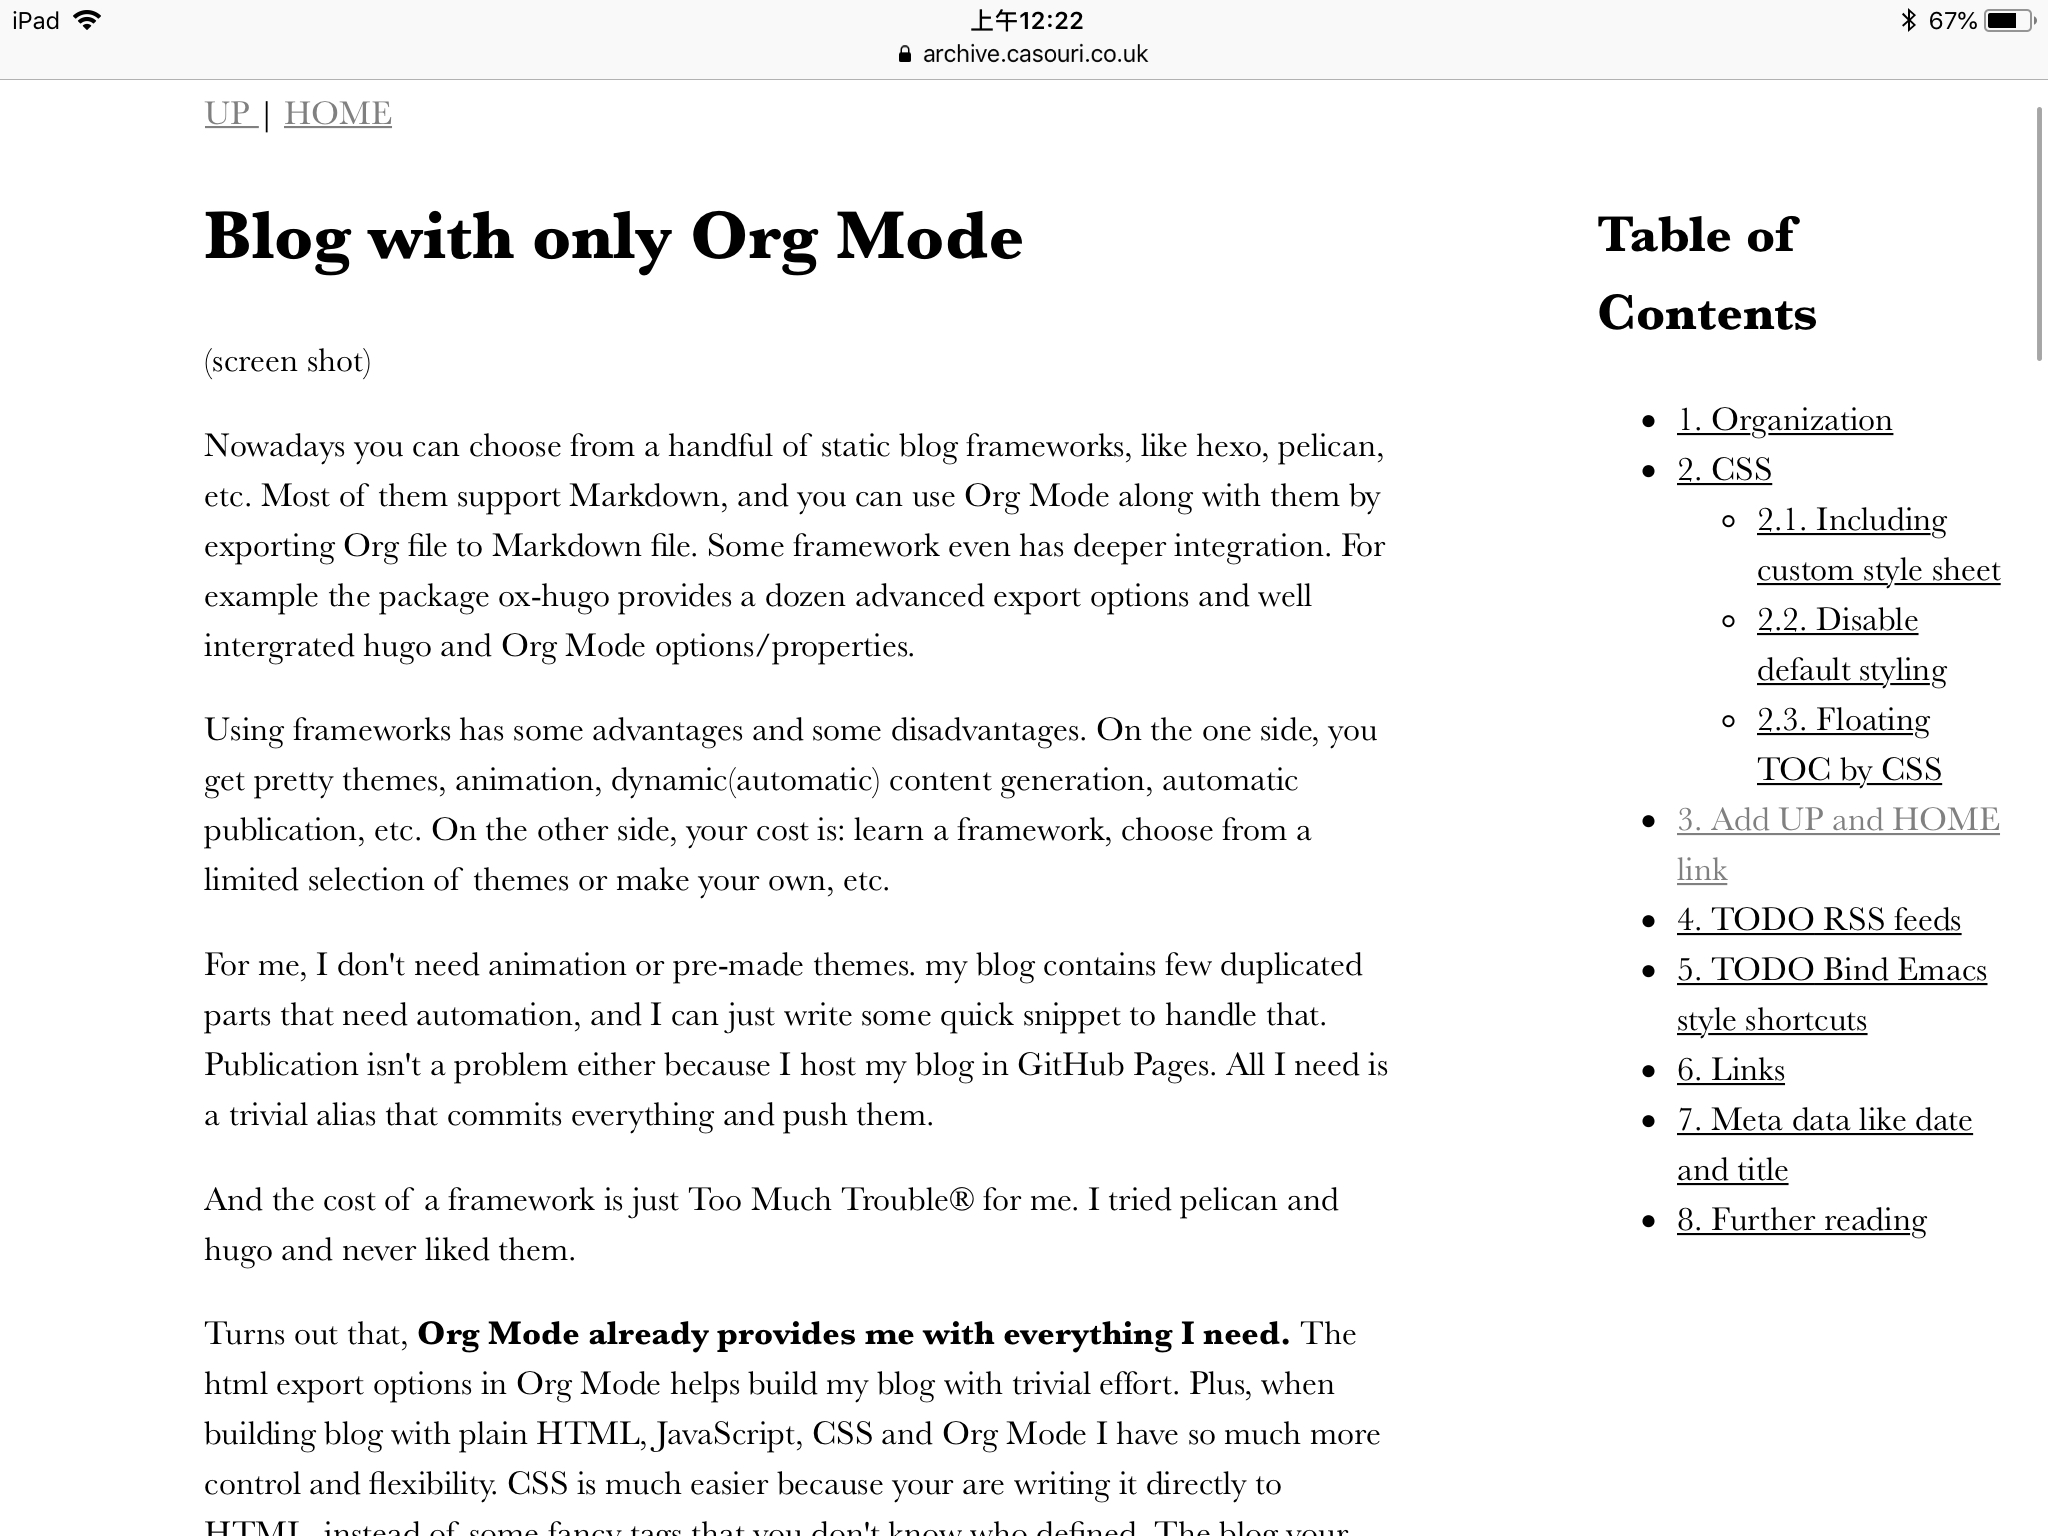 iPad
上午12:22
67%
archive.casouri.co.uk
UP | HOME
Blog with only Org Mode
(screen shot)
Nowadays you can choose from a handful of static blog frameworks, like hexo, pelican,
etc. Most of them support Markdown, and you can use Org Mode along with them by
exporting Org file to Markdown file. Some framework even has deeper integration. For
example the package ox-hugo provides a dozen advanced export options and well
intergrated hugo and Org Mode options/properties.
Using frameworks has some advantages and some disadvantages. On the one side, you
get pretty themes, animation, dynamic(automatic) content generation, automatic
publication, etc. On the other side, your cost is: learn a framework, choose from a
limited selection of themes or make your own, etc.
For me, I don't need animation or pre-made themes. my blog contains few duplicated
parts that need automation, and I can just write some quick snippet to handle that.
Publication isn't a problem either because I host my blog in GitHub Pages. All I need is
a trivial alias that commits everything and push them.
And the cost of a framework is just Too Much Trouble® for me. I tried pelican and
hugo and never liked them.
Turns out that, Org Mode already provides me with everything I need. The
html export options in Org Mode helps build my blog with trivial effort. Plus, when
building blog with plain HTML, JavaScript, CSS and Org Mode I have so much more
control and flexibility. CSS is much easier because your are writing it directly to
HTML, instead of some fancy tags that you don't know who defined. The blog your
Table of
Contents
1. Organization
2. CSS
2.1. Including
custom style sheet
2.2. Disable
default styling
2.3. Floating
TOC by CSS
3. Add UP and HOME
link
4. TODO RSS feeds
5. TODO Bind Emacs
style shortcuts
6. Links
7. Meta data like date
and title
8. Further reading